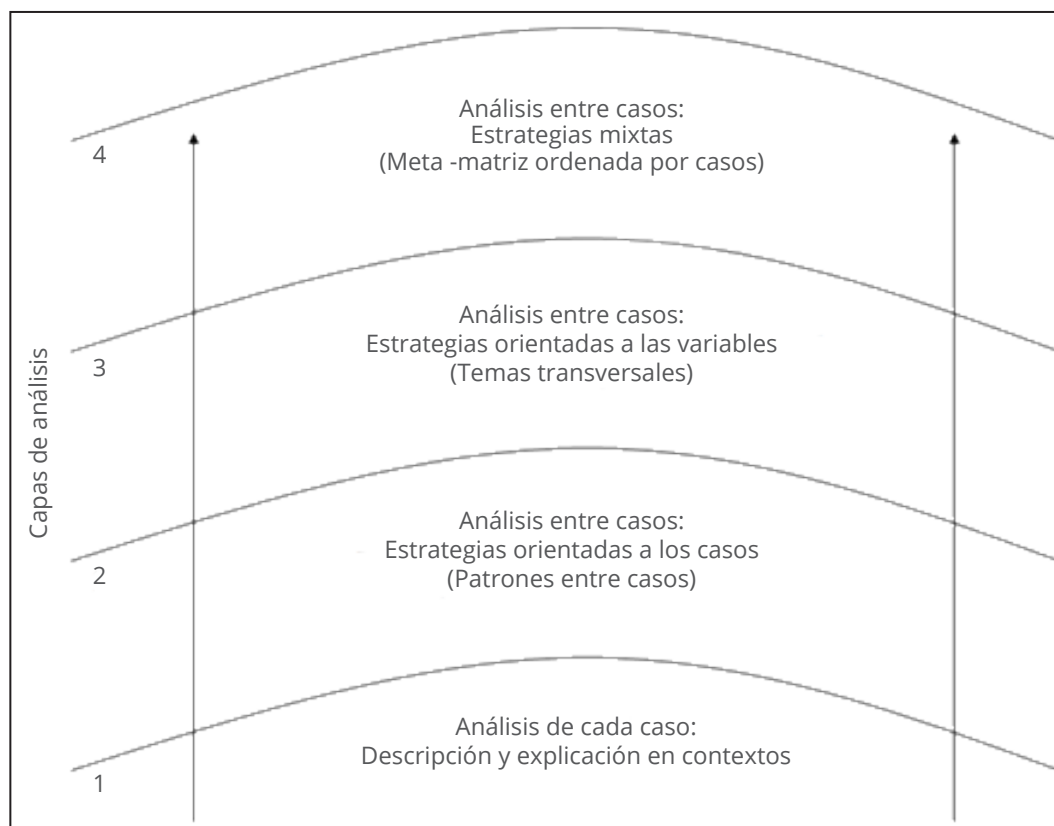 Análisis entre casos:
Estrategias mixtas
(Meta -matriz ordenada por casos)
4
Análisis entre casos:
Estrategias orientadas a las variables
(Temas transversales)
3
Capas de análisis
Análisis entre casos:
Estrategias orientadas a los casos
(Patrones entre casos)
2
Análisis de cada caso:
Descripción y explicación en contextos
1